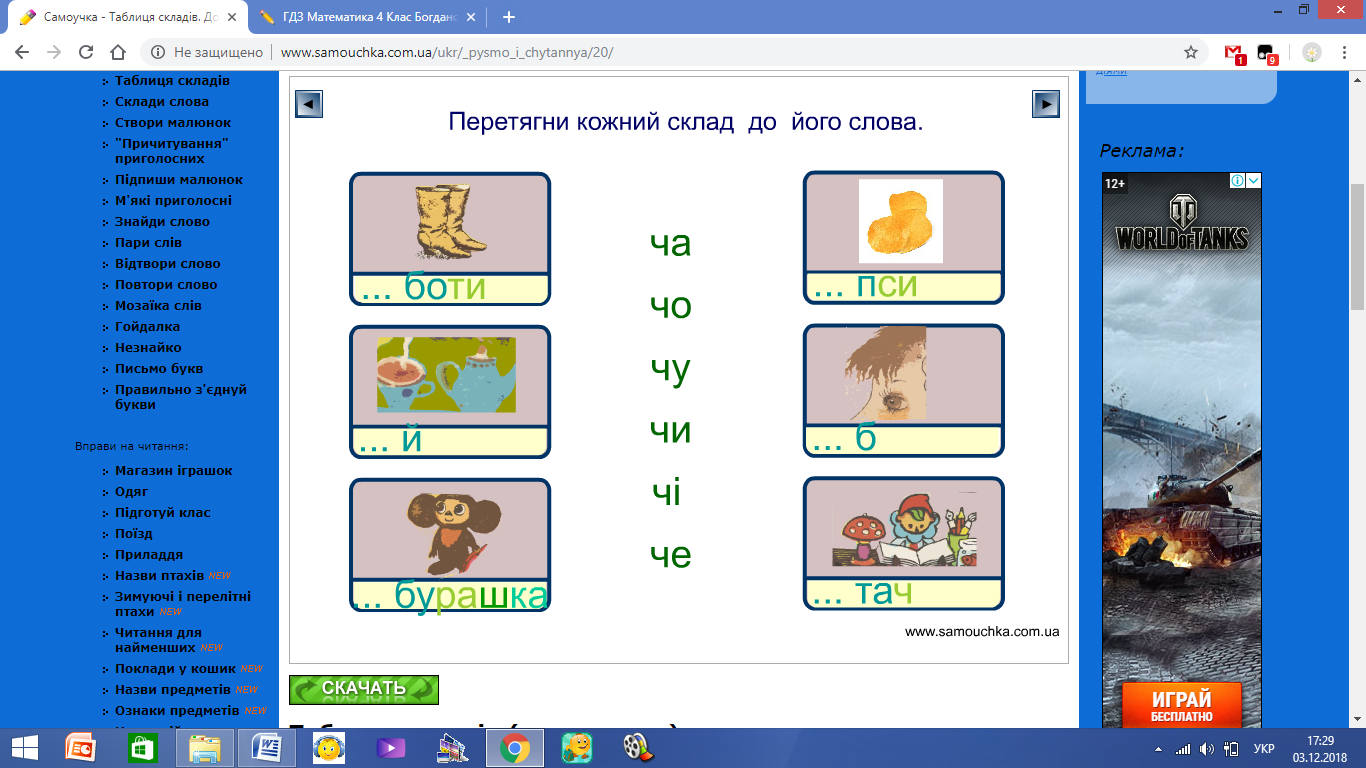 Самоучка - Таблиця складів. До
ГДЗ Математика 4 Клас Богдано
Не защищено
www.samouchka.com.ua/ukr/_pysmo_i_chytannya/20/
1
9
Таблиця складів
Склади слова
Створи малюнок
"Причитування"
приголосних
Підпиши малюнок
М'які приголосні
Знайди слово
Пари слів
Відтвори слово
Повтори слово
Мозаїка слів
Гойдалка
Незнайко
Письмо букв
Правильно з'єднуй
букви
Вправи на читання:
Магазин іграшок
Одяг
Підготуй клас
Поїзд
Приладдя
Назви птахів NEW
Зимуючі і перелітні
птахи NEW
Читання для
найменших NEW
Поклади у кошик NEW
Назви предметів NEW
Ознаки предметів NEW
Перетягни кожний склад до його слова.
... боти
... й
... бурашка
ча
чо
чу
чи
чі
че
... пси
... б
... тач
www.samouchka.com.ua
СКАЧАТЬ
Реклама:
12+
WORLD OF TANKS
ИГРАЙ
БЕСПЛАТНО
УКР
17:29
03.12.2018